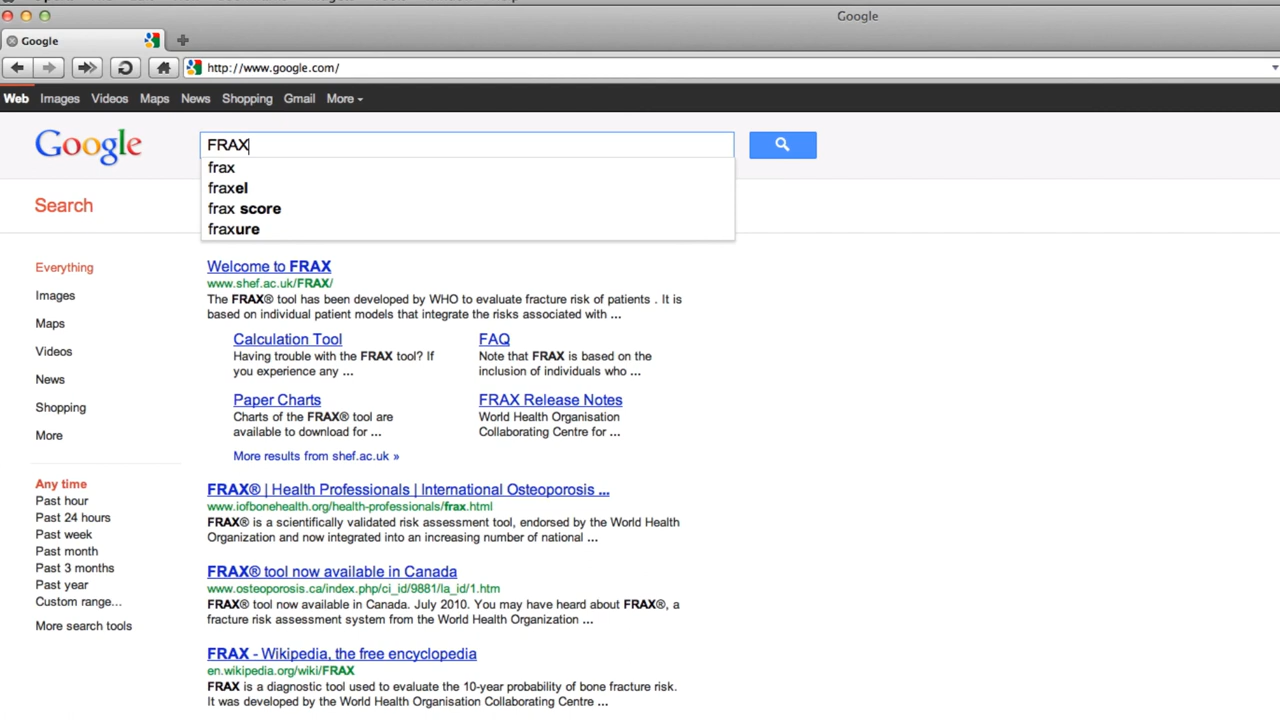 Google
Google
http://www.google.com/
Web Images Videos Maps News Shopping Gmail More
Google FRAX
frax
fraxel
frax score
fraxure
Search
Everything
Images
Maps
Videos
News
Shopping
More
Any time
Past hour
Past 24 hours
Past week
Past month
Past 3 months
Past year
Custom range...
More search tools
Welcome to FRAX
www.shef.ac.uk/FRAX/
The FRAX® tool has been developed by WHO to evaluate fracture risk of patients . It is
based on individual patient models that integrate the risks associated with ...
Calculation Tool
Having trouble with the FRAX tool? If
you experience any ...
FAQ
Note that FRAX is based on the
inclusion of individuals who ...
Paper Charts
Charts of the FRAX® tool are
available to download for ...
FRAX Release Notes
World Health Organisation
Collaborating Centre for ...
More results from shef.ac.uk »
FRAX® | Health Professionals | International Osteoporosis ...
www.iofbonehealth.org/health-professionals/frax.html
FRAX® is a scientifically validated risk assessment tool, endorsed by the World Health
Organization and now integrated into an increasing number of national ...
FRAX® tool now available in Canada
www.osteoporosis.ca/index.php/ci_id/9881/la_id/1.htm
FRAX® tool now available in Canada. July 2010. You may have heard about FRAX®, a
fracture risk assessment system from the World Health Organization ...
FRAX - Wikipedia, the free encyclopedia
en.wikipedia.org/wiki/FRAX
FRAX is a diagnostic tool used to evaluate the 10-year probability of bone fracture risk.
It was developed by the World Health Organisation Collaborating Centre ...